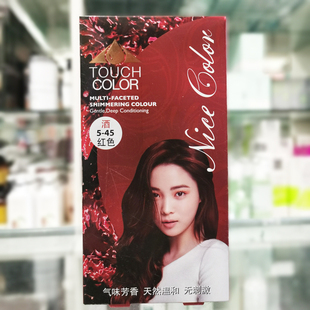 TOUCH
COLOR
MULTI-FACETED
SHIMMERING COLOUR
Gentle Deep Conditioning
酒
5-45
红色
Nice Color
气味芳香 天然温和 无刺激